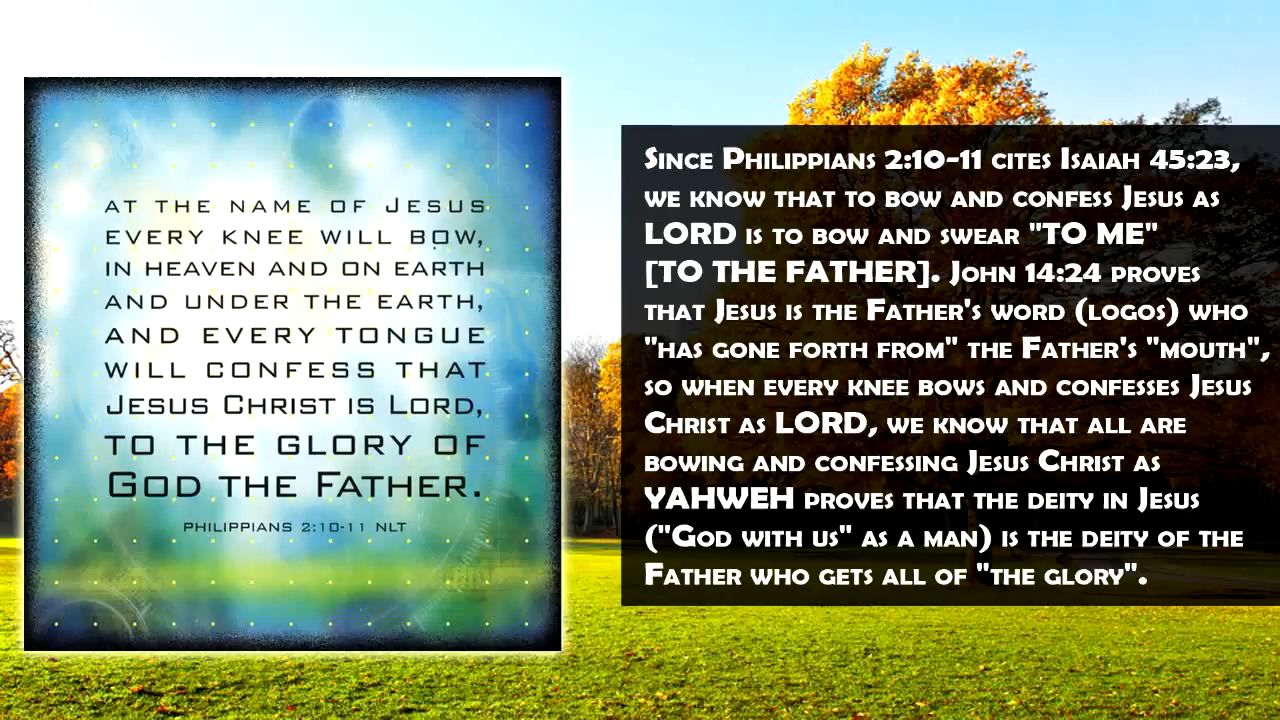 AT THE NAME OF JESUS
EVERY KNEE WILL BOW,
IN HEAVEN AND ON EARTH
AND UNDER THE EARTH,
AND EVERY TONGUE
WILL CONFESS THAT
JESUS CHRIST IS LORD,
TO THE GLORY OF
GOD THE FATHER.
PHILIPPIANS 2:10-11 NLT
Since Philippians 2:10-11 cites Isaiah 45:23,
we know that to bow and confess Jesus as
LORD is to bow and swear "TO ME"
[TO THE FATHER]. John 14:24 proves
that Jesus is the Father's word (logos) who
"has gone forth from" the Father's "mouth",
so when every knee bows and confesses Jesus
Christ as LORD, we know that all are
bowing and confessing Jesus Christ as
YAHWEH proves that the deity in Jesus
("God with us" as a man) is the deity of the
Father who gets all of "the glory".